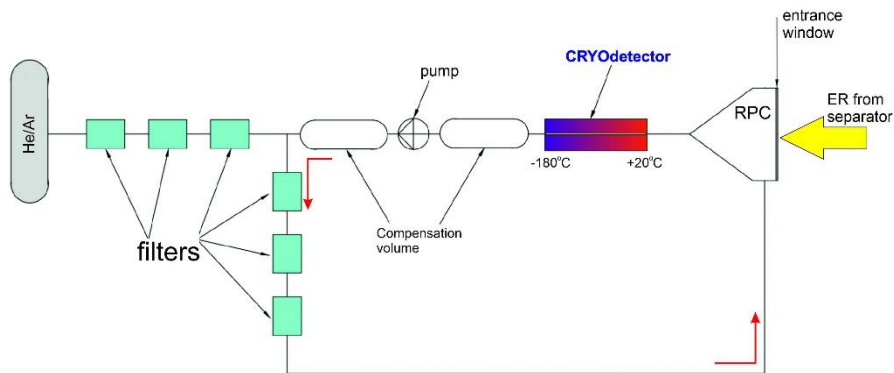 entrance
window
pump
CRYOdetector
ER from
separator
RPC
He/Ar
-180°C
+20°C
Compensation
volume
filters